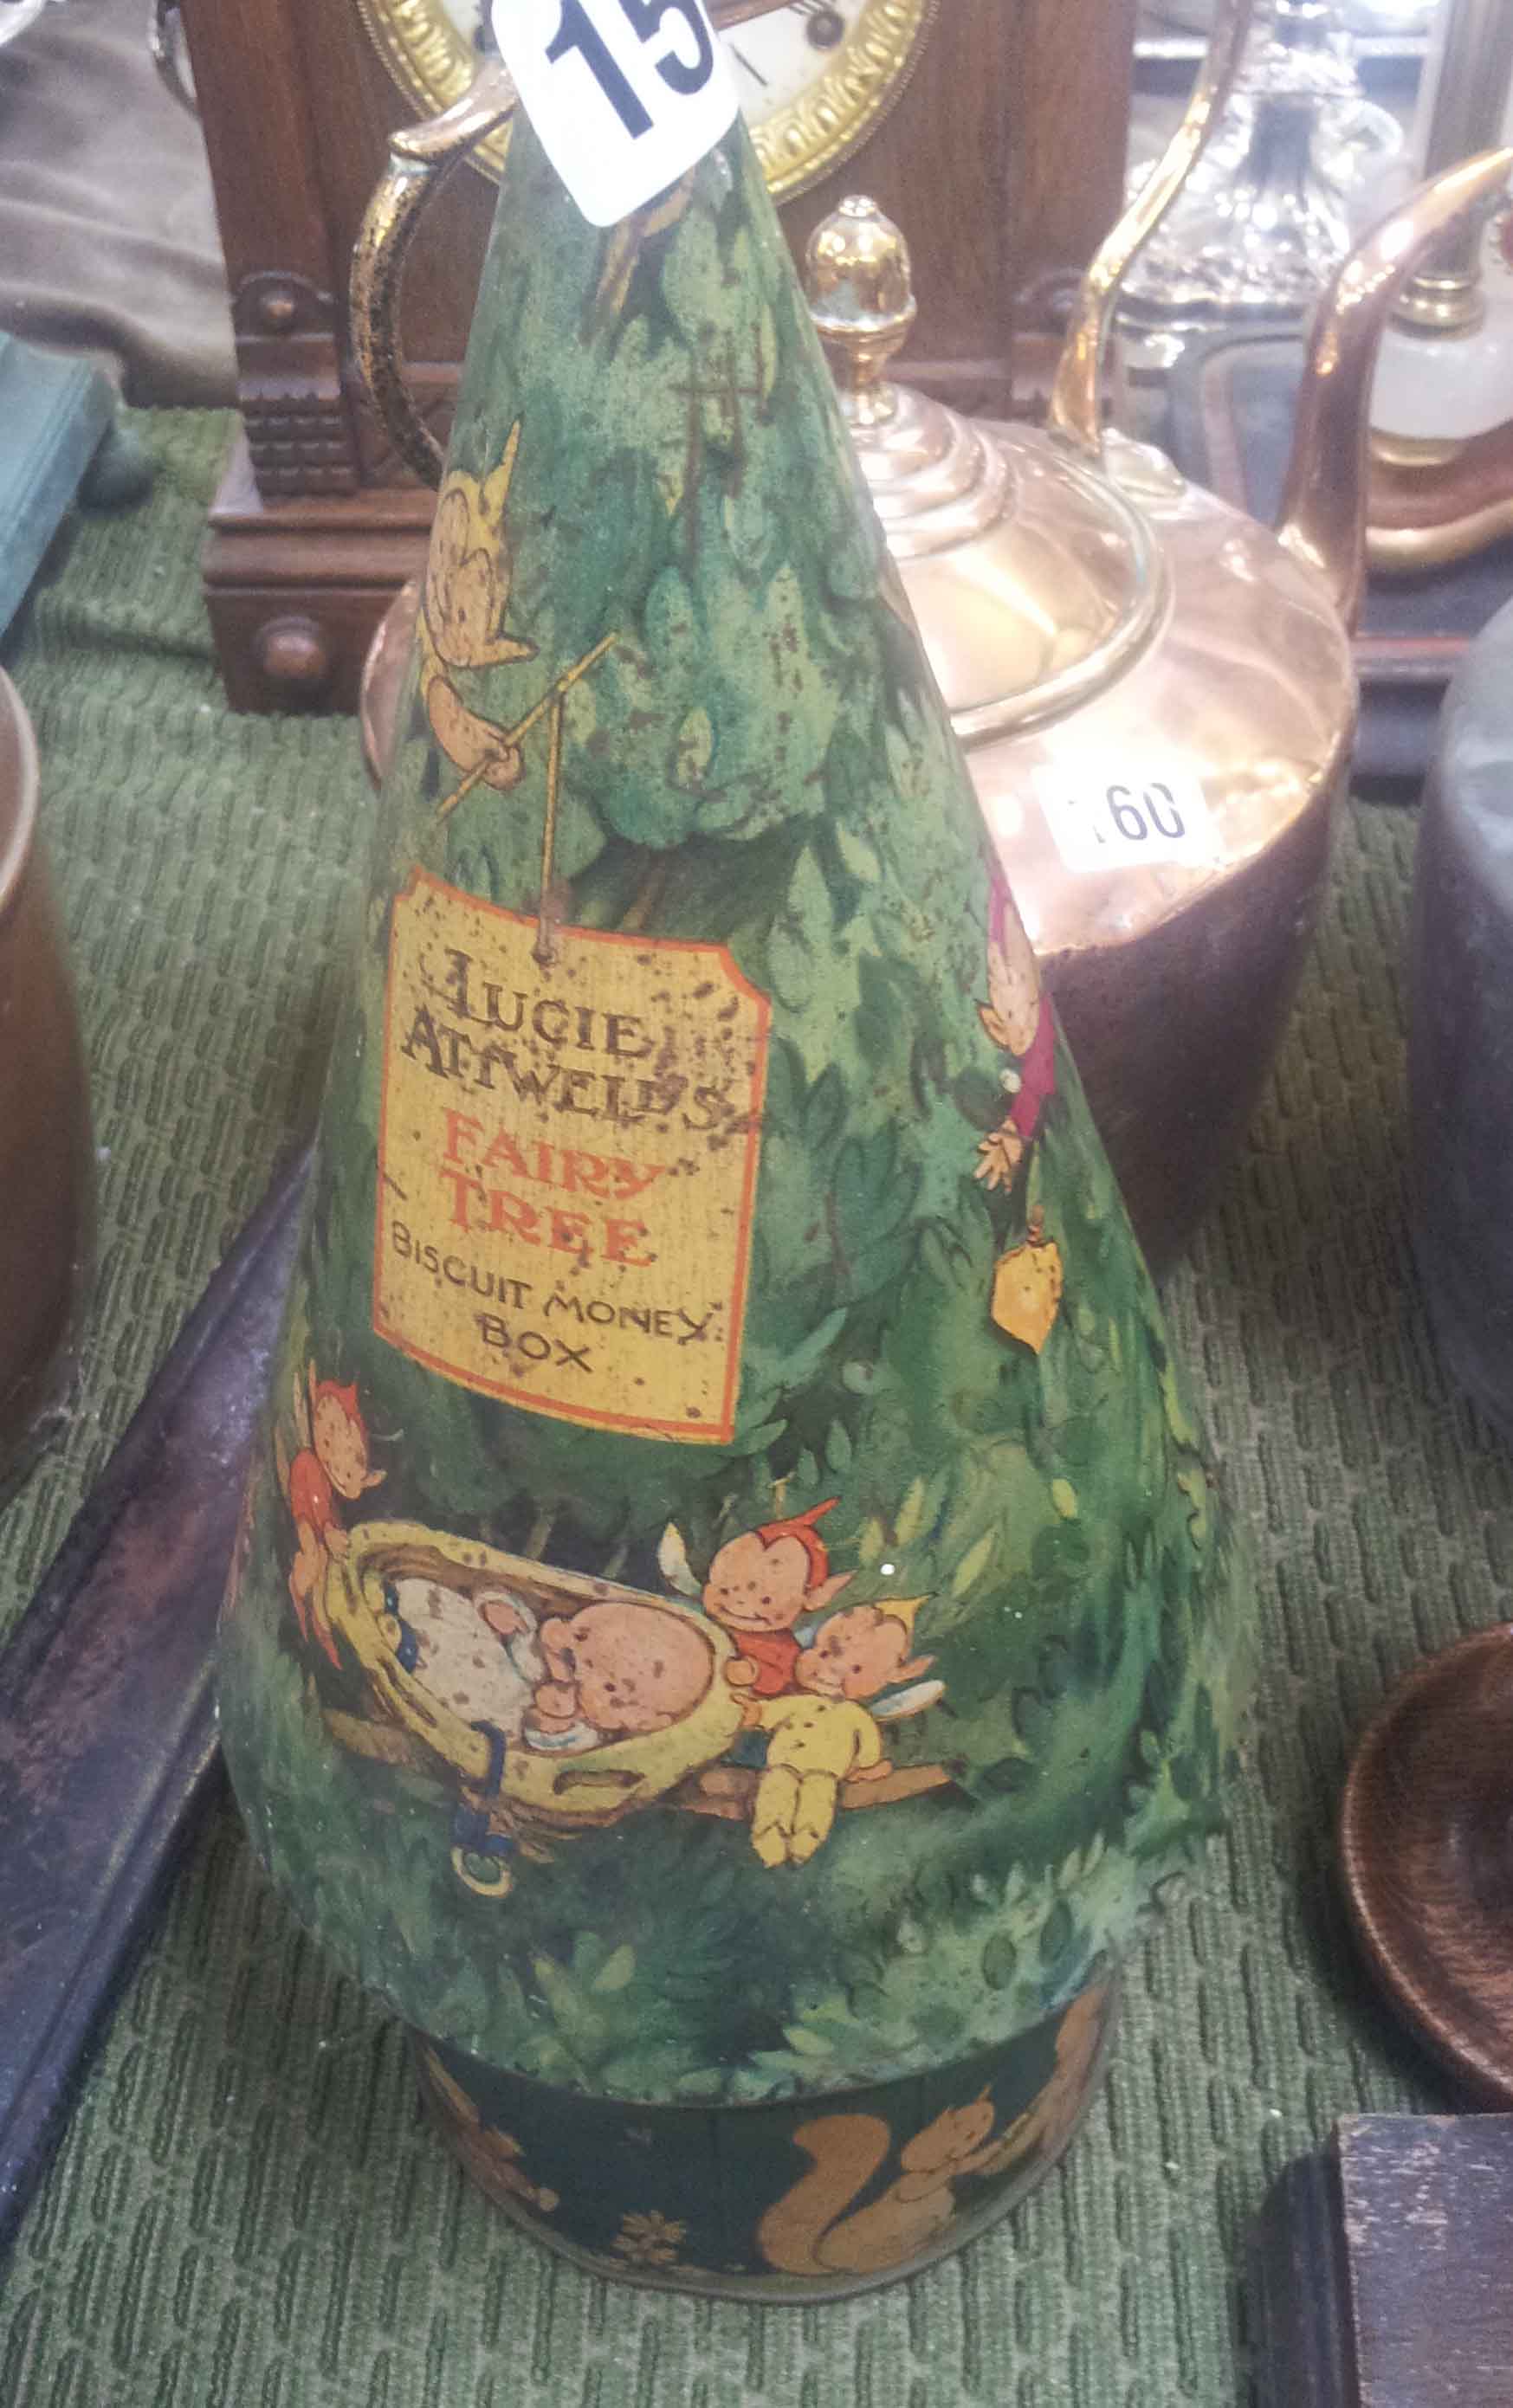 15
160
LUCIE
ATTWELL'S
FAIRY
TREE
BISCUIT MONEY
BOX